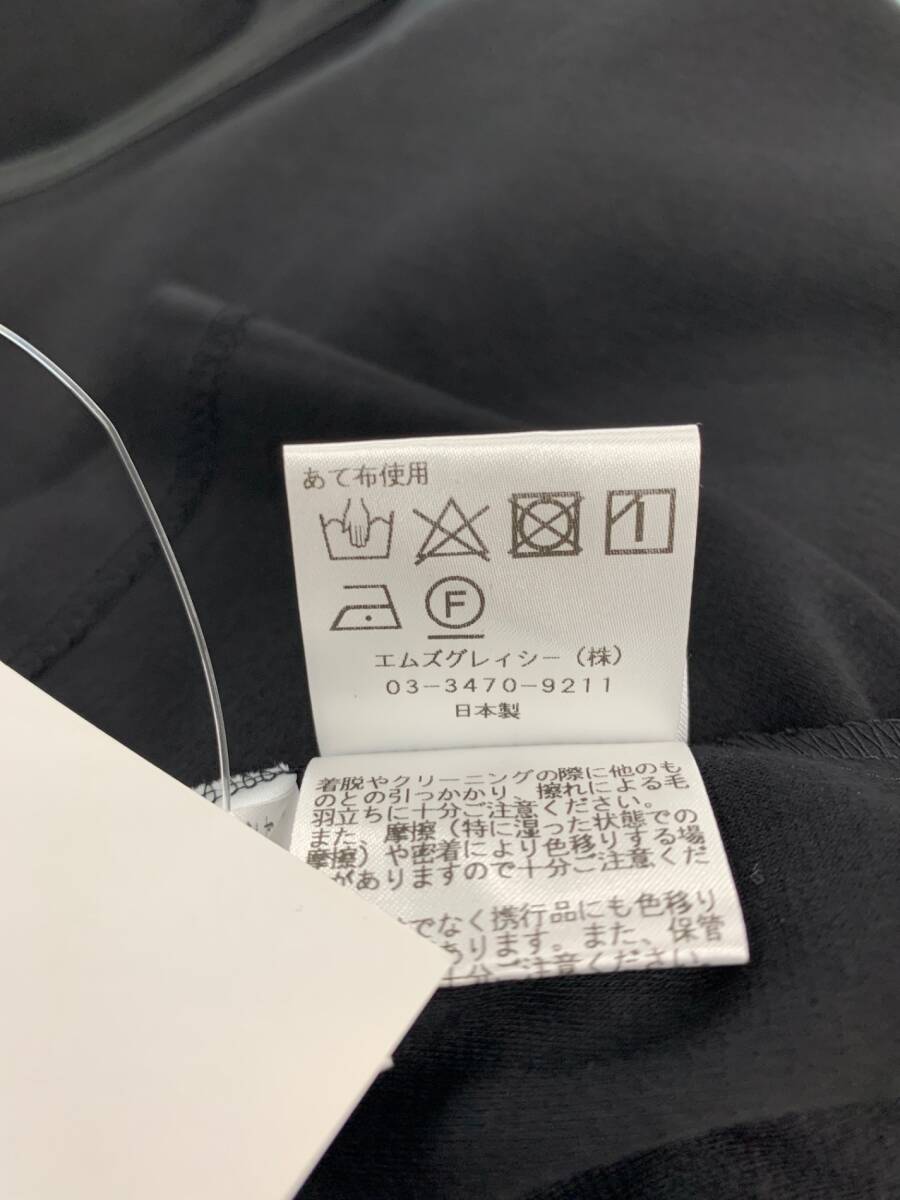 あて布使用
F
エムズグレイシー(株)
03-3470-9211
日本製
着脱やクリーニングの際に他のも
のとの引っかかり、擦れによる毛
羽立ちに十分ご注意ください。
また、摩擦(特に湿った状態での
摩擦)や密着により色移りする場
がありますので十分ご注意くだ
でなく携行品にも色移り
あります。また、保管
十分ご注意ください